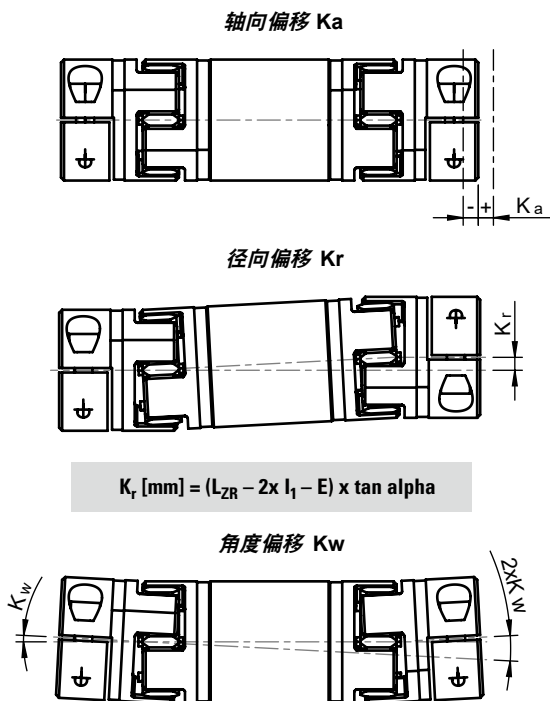 轴向偏移 Ka
- + Ka
径向偏移 Kr
Kr
Kr [mm] = (LZR – 2x l1 – E) x tan alpha
角度偏移 Kw
Kw
2xKw